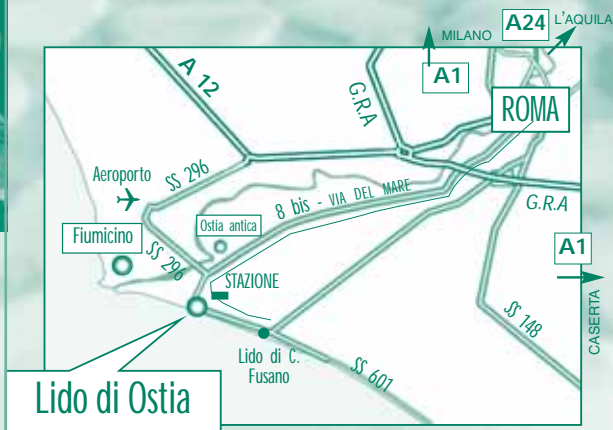 MILANO
A24
L'AQUILA
A1
A 12
G.R.A
ROMA
Aeroporto
SS 296
8 bis - VIA DEL MARE
G.R.A
Fiumicino
Ostia antica
SS 296
A1
STAZIONE
CASERTA
SS 148
Lido di C.
Fusano
SS 601
Lido di Ostia